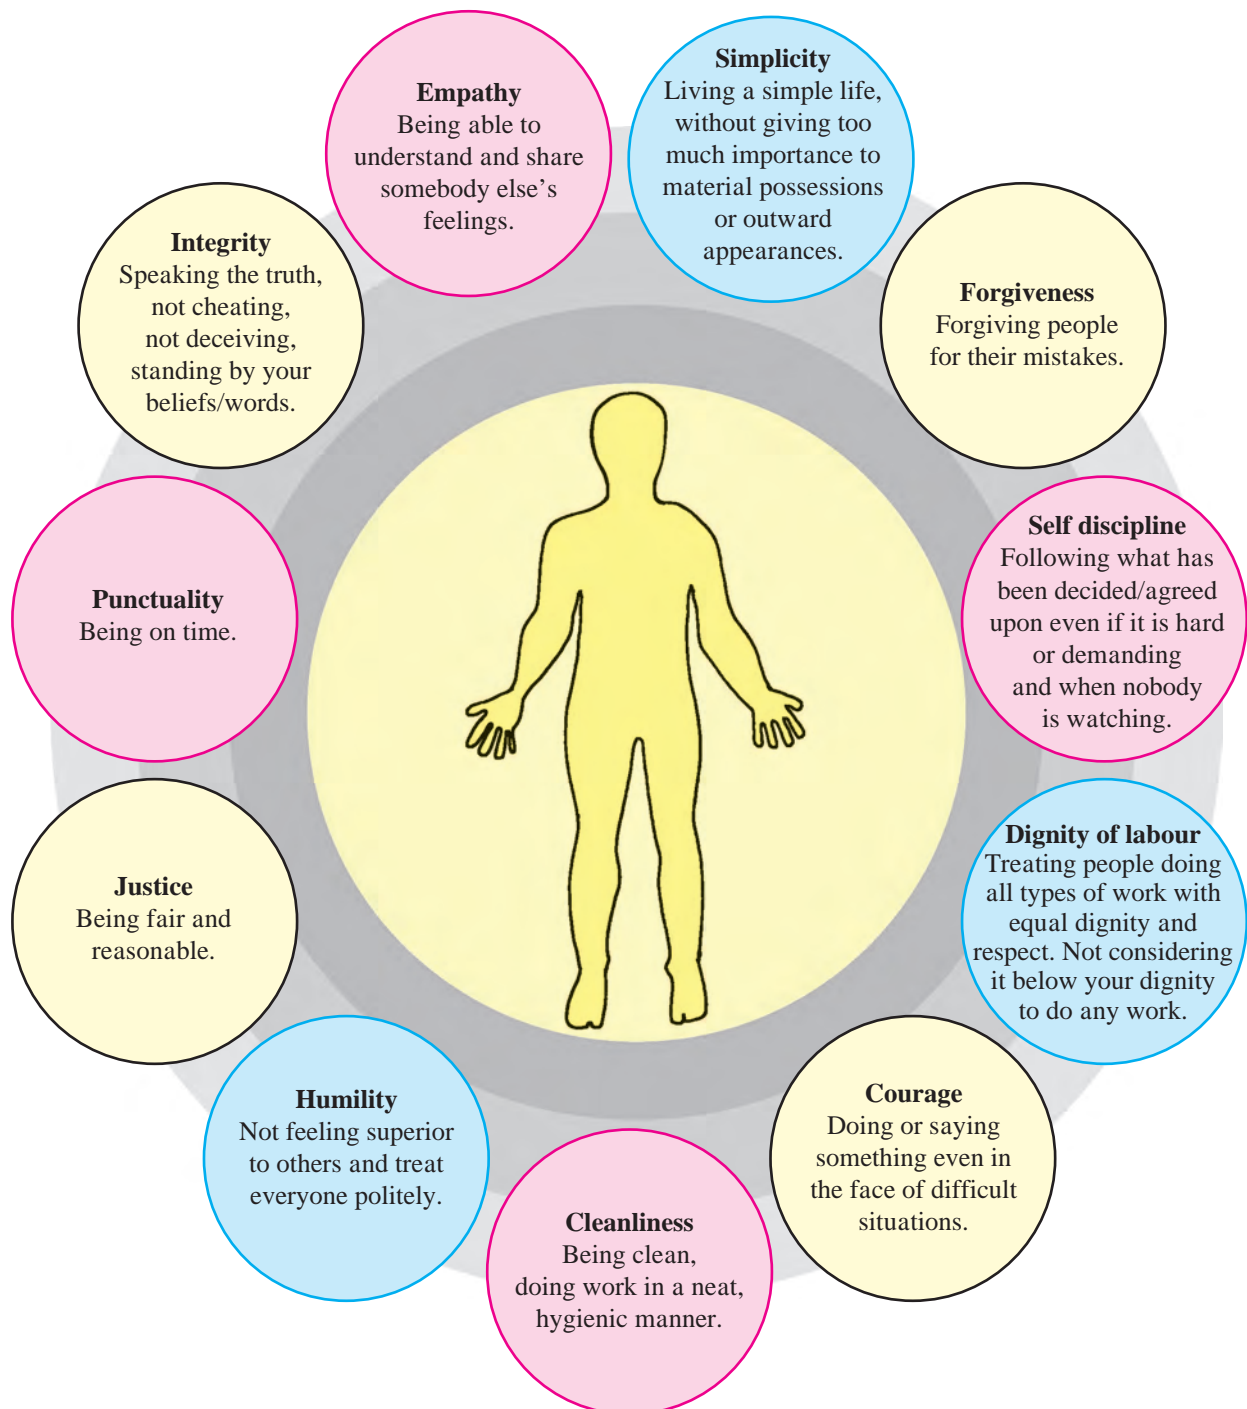 Simplicity
Living a simple life,
without giving too
much importance to
material possessions
or outward
appearances.
Empathy
Being able to
understand and share
somebody else's
feelings.
Integrity
Speaking the truth,
not cheating,
not deceiving,
standing by your
beliefs/words.
Forgiveness
Forgiving people
for their mistakes.
Punctuality
Being on time.
Self discipline
Following what has
been decided/agreed
upon even if it is hard
or demanding
and when nobody
is watching.
Justice
Being fair and
reasonable.
Dignity of labour
Treating people doing
all types of work with
equal dignity and
respect. Not considering
it below your dignity
to do any work.
Humility
Not feeling superior
to others and treat
everyone politely.
Courage
Doing or saying
something even in
the face of difficult
situations.
Cleanliness
Being clean,
doing work in a neat,
hygienic manner.